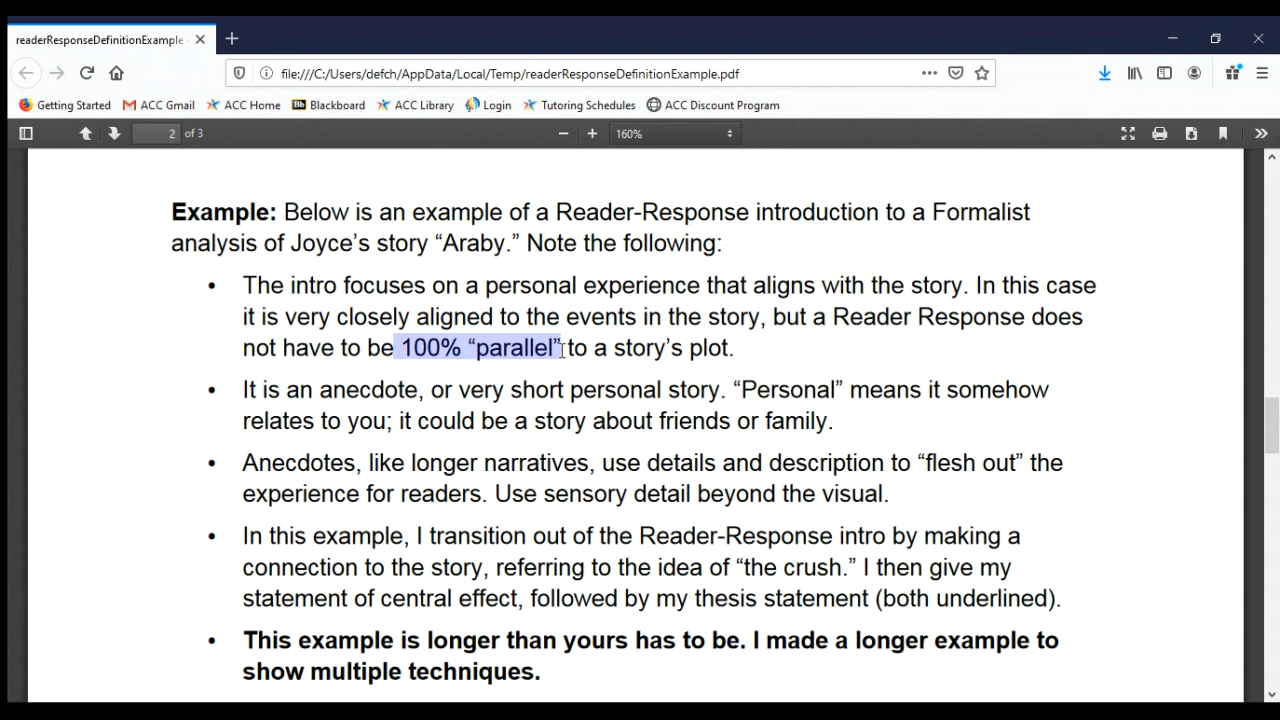 readerResponseDefinitionExample
file:///C:/Users/defch/AppData/Local/Temp/readerResponseDefinitionExample.pdf
Getting Started ACC Gmail ACC Home Bb Blackboard ACC Library Login Tutoring Schedules ACC Discount Program
2 of 3 160%
Example: Below is an example of a Reader-Response introduction to a Formalist
analysis of Joyce’s story “Araby.” Note the following:
• The intro focuses on a personal experience that aligns with the story. In this case
it is very closely aligned to the events in the story, but a Reader Response does
not have to be 100% “parallel” to a story’s plot.
• It is an anecdote, or very short personal story. “Personal” means it somehow
relates to you; it could be a story about friends or family.
• Anecdotes, like longer narratives, use details and description to “flesh out” the
experience for readers. Use sensory detail beyond the visual.
• In this example, I transition out of the Reader-Response intro by making a
connection to the story, referring to the idea of “the crush.” I then give my
statement of central effect, followed by my thesis statement (both underlined).
• This example is longer than yours has to be. I made a longer example to
show multiple techniques.